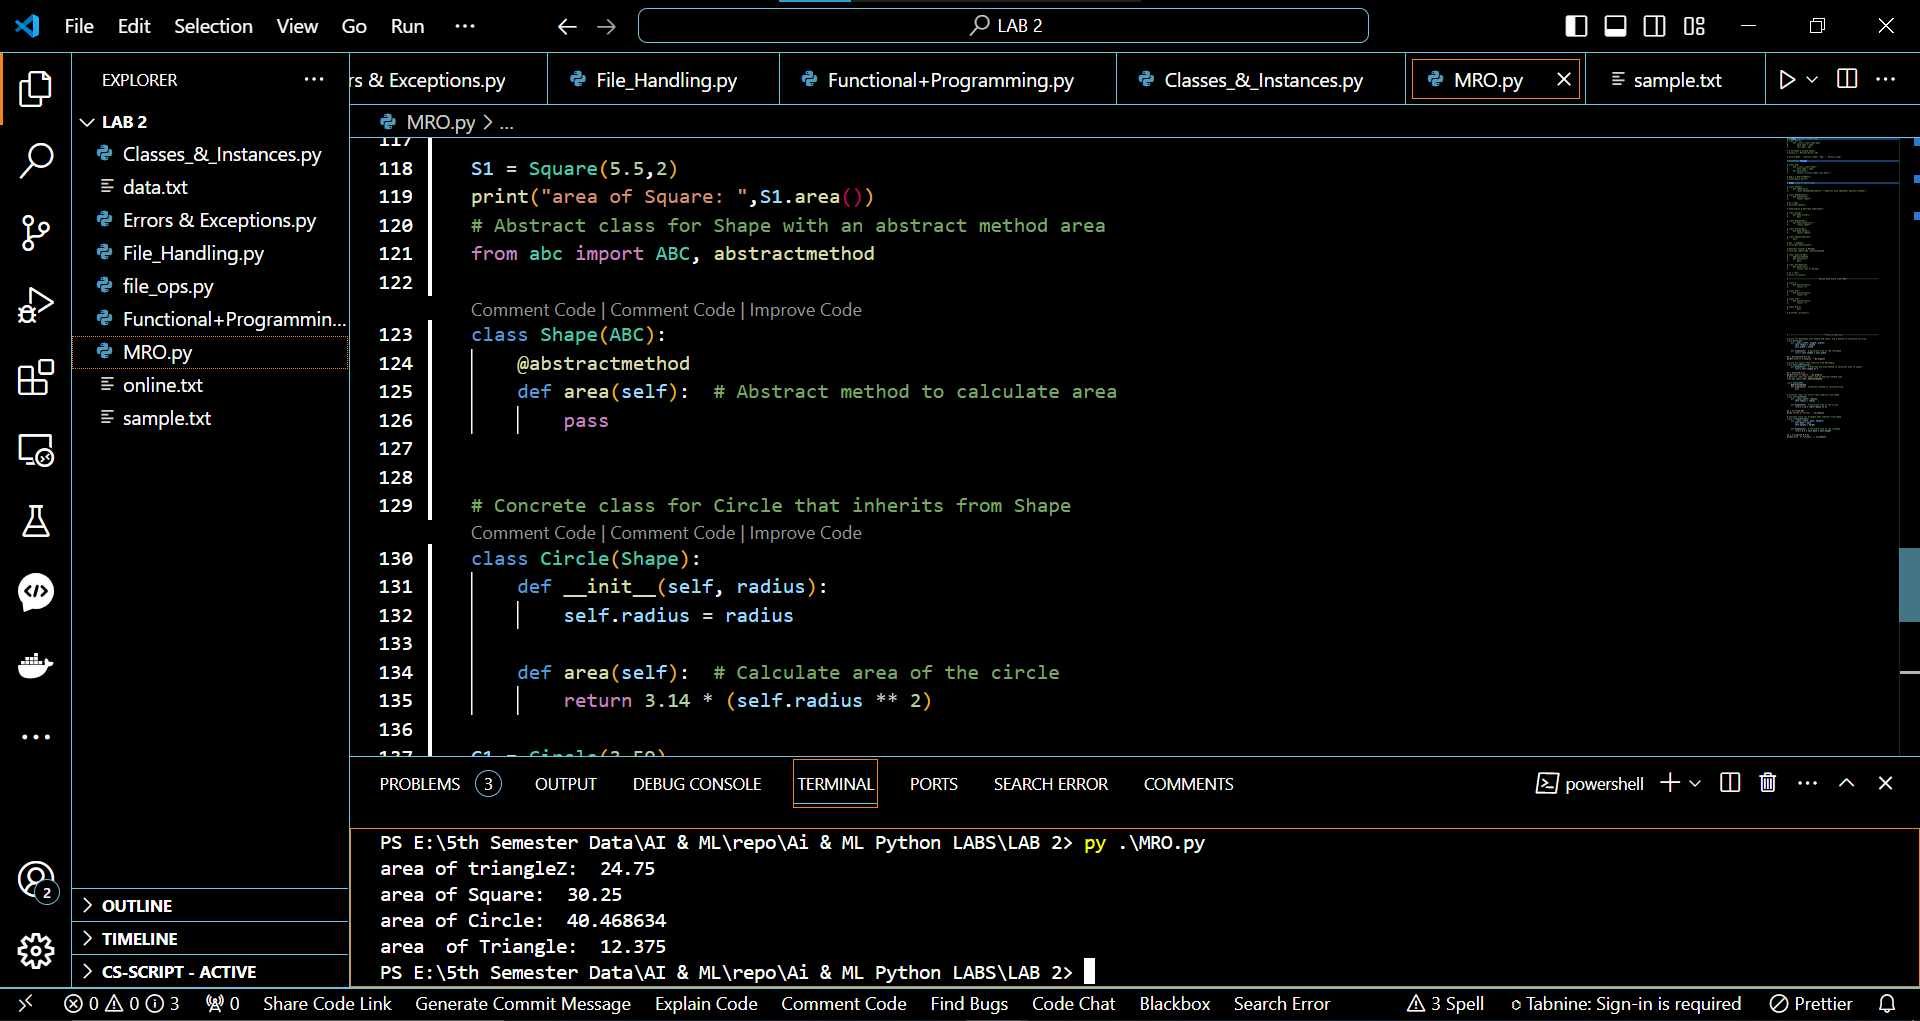 File Edit Selection View Go Run ... LAB 2
EXPLORER ...
LAB 2
Classes_&_Instances.py
data.txt
Errors & Exceptions.py
File_Handling.py
file_ops.py
Functional+Programmin...
MRO.py
online.txt
sample.txt
OUTLINE
TIMELINE
CS-SCRIPT - ACTIVE
2
rs & Exceptions.py File_Handling.py Functional+Programming.py Classes_&_Instances.py MRO.py sample.txt
MRO.py > ...
117
118 S1 = Square(5.5,2)
119 print("area of Square: ",S1.area())
120 # Abstract class for Shape with an abstract method area
121 from abc import ABC, abstractmethod
122
Comment Code | Comment Code | Improve Code
123 class Shape(ABC):
124 @abstractmethod
125 def area(self):  # Abstract method to calculate area
126 pass
127
128
129 # Concrete class for Circle that inherits from Shape
Comment Code | Comment Code | Improve Code
130 class Circle(Shape):
131 def __init__(self, radius):
132 self.radius = radius
133
134 def area(self):  # Calculate area of the circle
135 return 3.14 * (self.radius ** 2)
136
137 C1 = Circle(3.59)
PROBLEMS 3 OUTPUT DEBUG CONSOLE TERMINAL PORTS SEARCH ERROR COMMENTS powershell
PS E:\5th Semester Data\AI & ML\repo\Ai & ML Python LABS\LAB 2> py .\MRO.py
area of triangleZ:  24.75
area of Square:  30.25
area of Circle:  40.468634
area  of Triangle:  12.375
PS E:\5th Semester Data\AI & ML\repo\Ai & ML Python LABS\LAB 2>
0 0 3 0 Share Code Link Generate Commit Message Explain Code Comment Code Find Bugs Code Chat Blackbox Search Error 3 Spell Tabnine: Sign-in is required Prettier